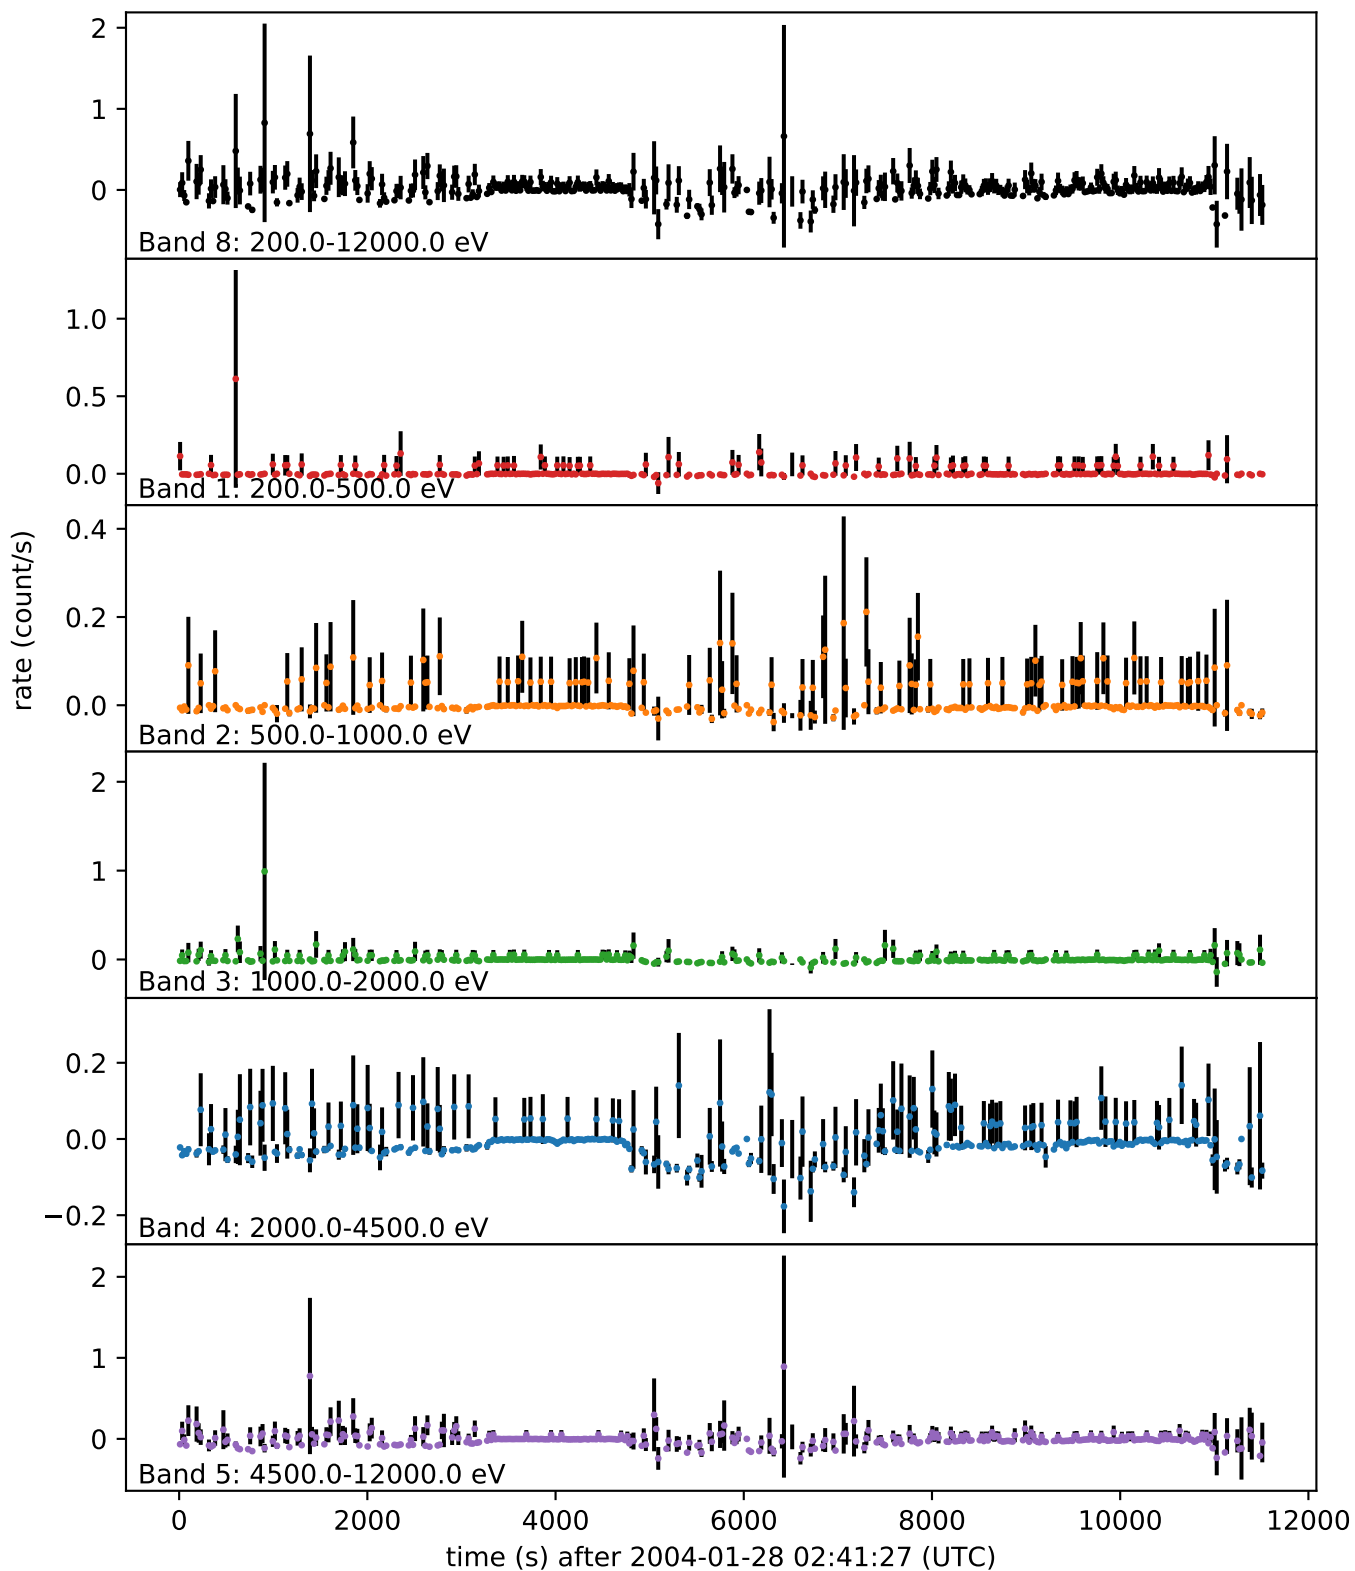 2
1
0
Band 8: 200.0-12000.0 eV
1.0
0.5
0.0
Band 1: 200.0-500.0 eV
0.4
0.2
0.0
Band 2: 500.0-1000.0 eV
rate (count/s)
2
1
0
Band 3: 1000.0-2000.0 eV
0.2
0.0
−0.2
Band 4: 2000.0-4500.0 eV
2
1
0
Band 5: 4500.0-12000.0 eV
0 2000 4000 6000 8000 10000 12000
time (s) after 2004-01-28 02:41:27 (UTC)